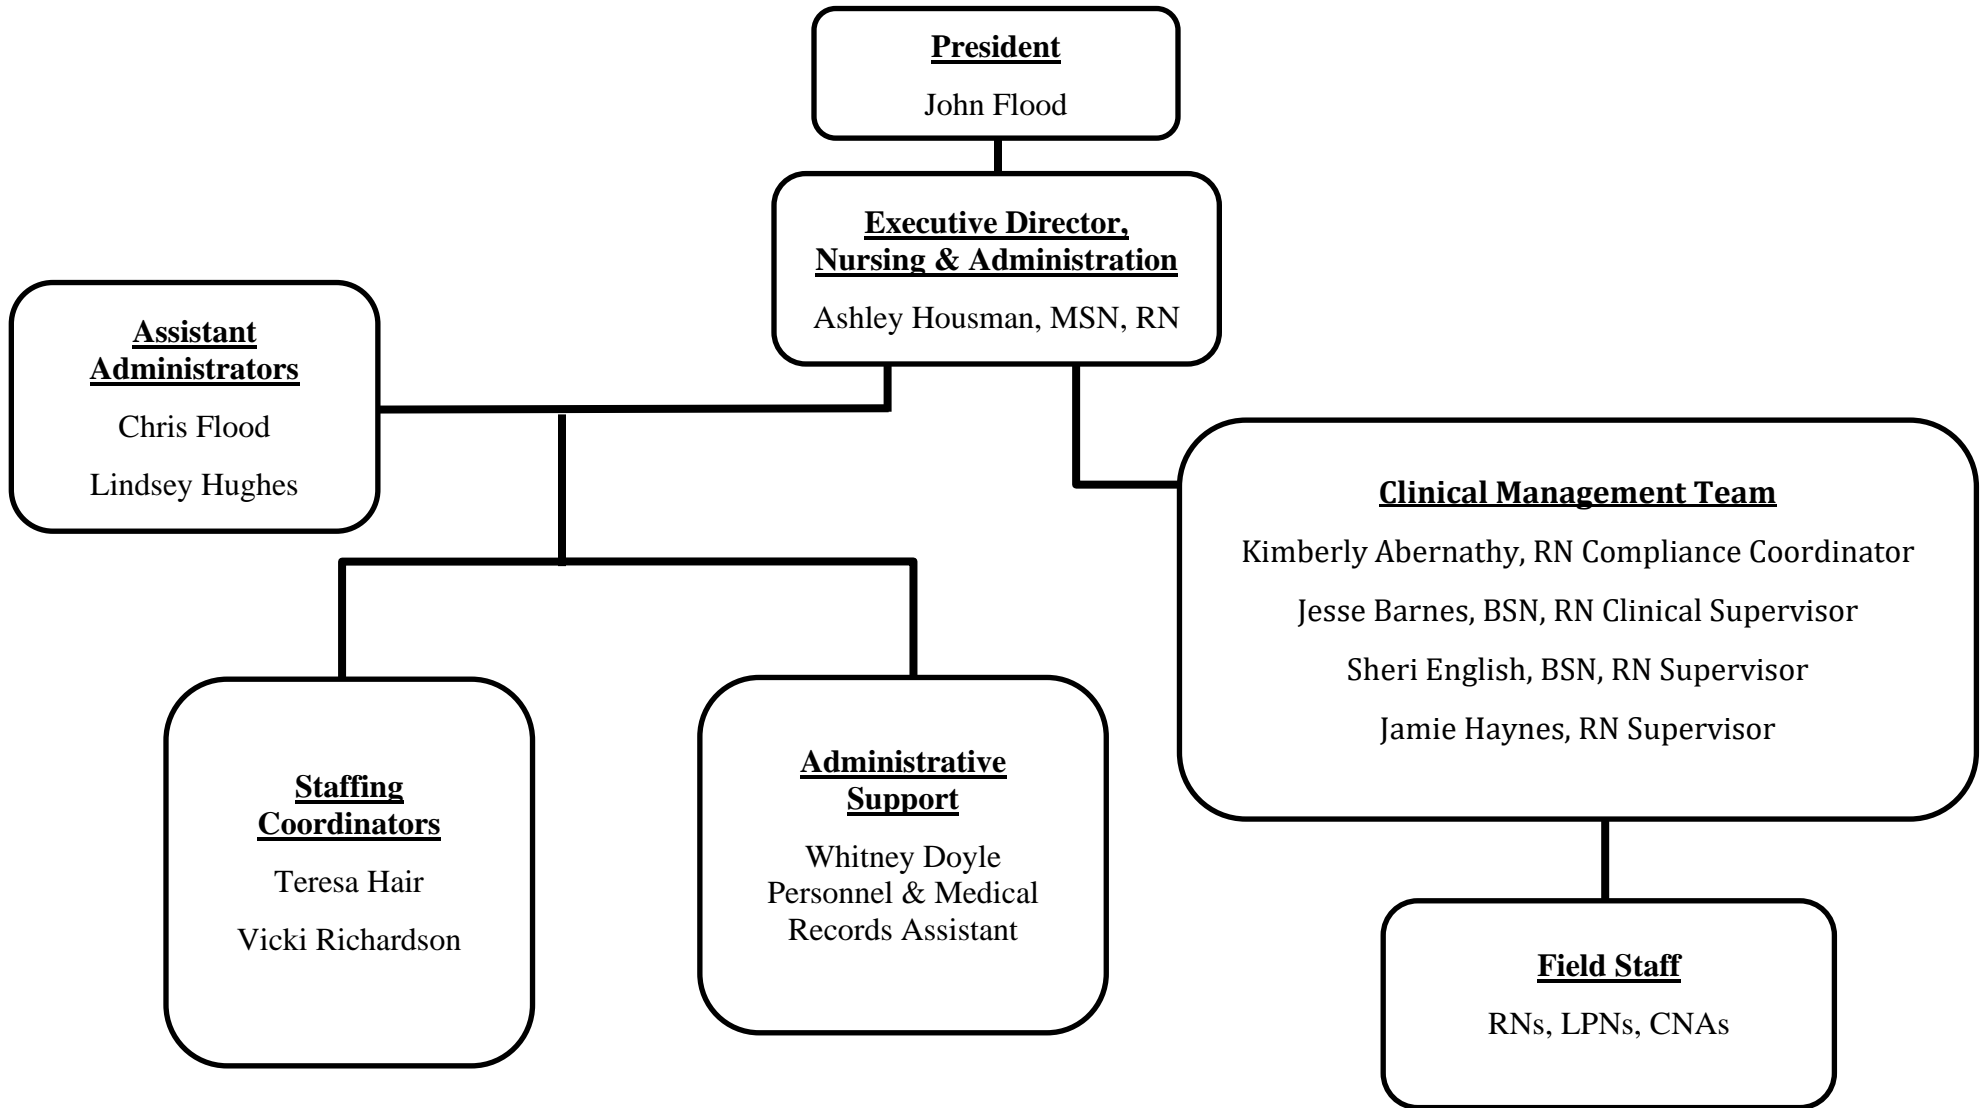 President
John Flood
Executive Director,
Nursing & Administration
Ashley Housman, MSN, RN
Assistant
Administrators
Chris Flood
Lindsey Hughes
Clinical Management Team
Kimberly Abernathy, RN Compliance Coordinator
Jesse Barnes, BSN, RN Clinical Supervisor
Sheri English, BSN, RN Supervisor
Jamie Haynes, RN Supervisor
Staffing
Coordinators
Teresa Hair
Vicki Richardson
Administrative
Support
Whitney Doyle
Personnel & Medical
Records Assistant
Field Staff
RNs, LPNs, CNAs